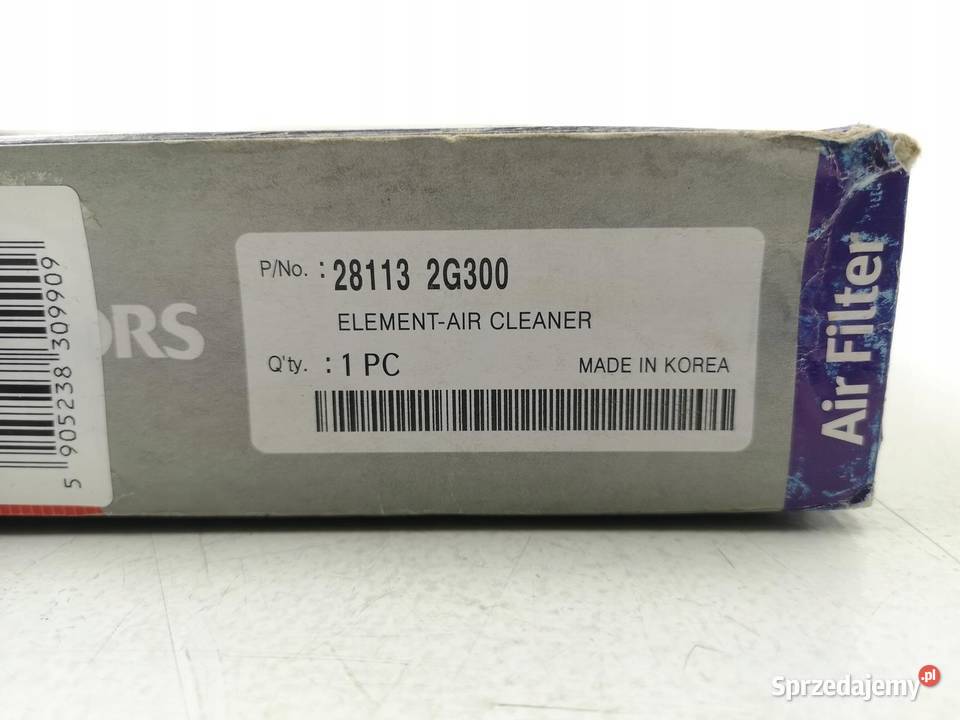 P/No. : 28113 2G300
ELEMENT-AIR CLEANER
Q'ty. : 1 PC
MADE IN KOREA
Air Filter
ORS
5 905238 309909
Sprzedajemy.pl